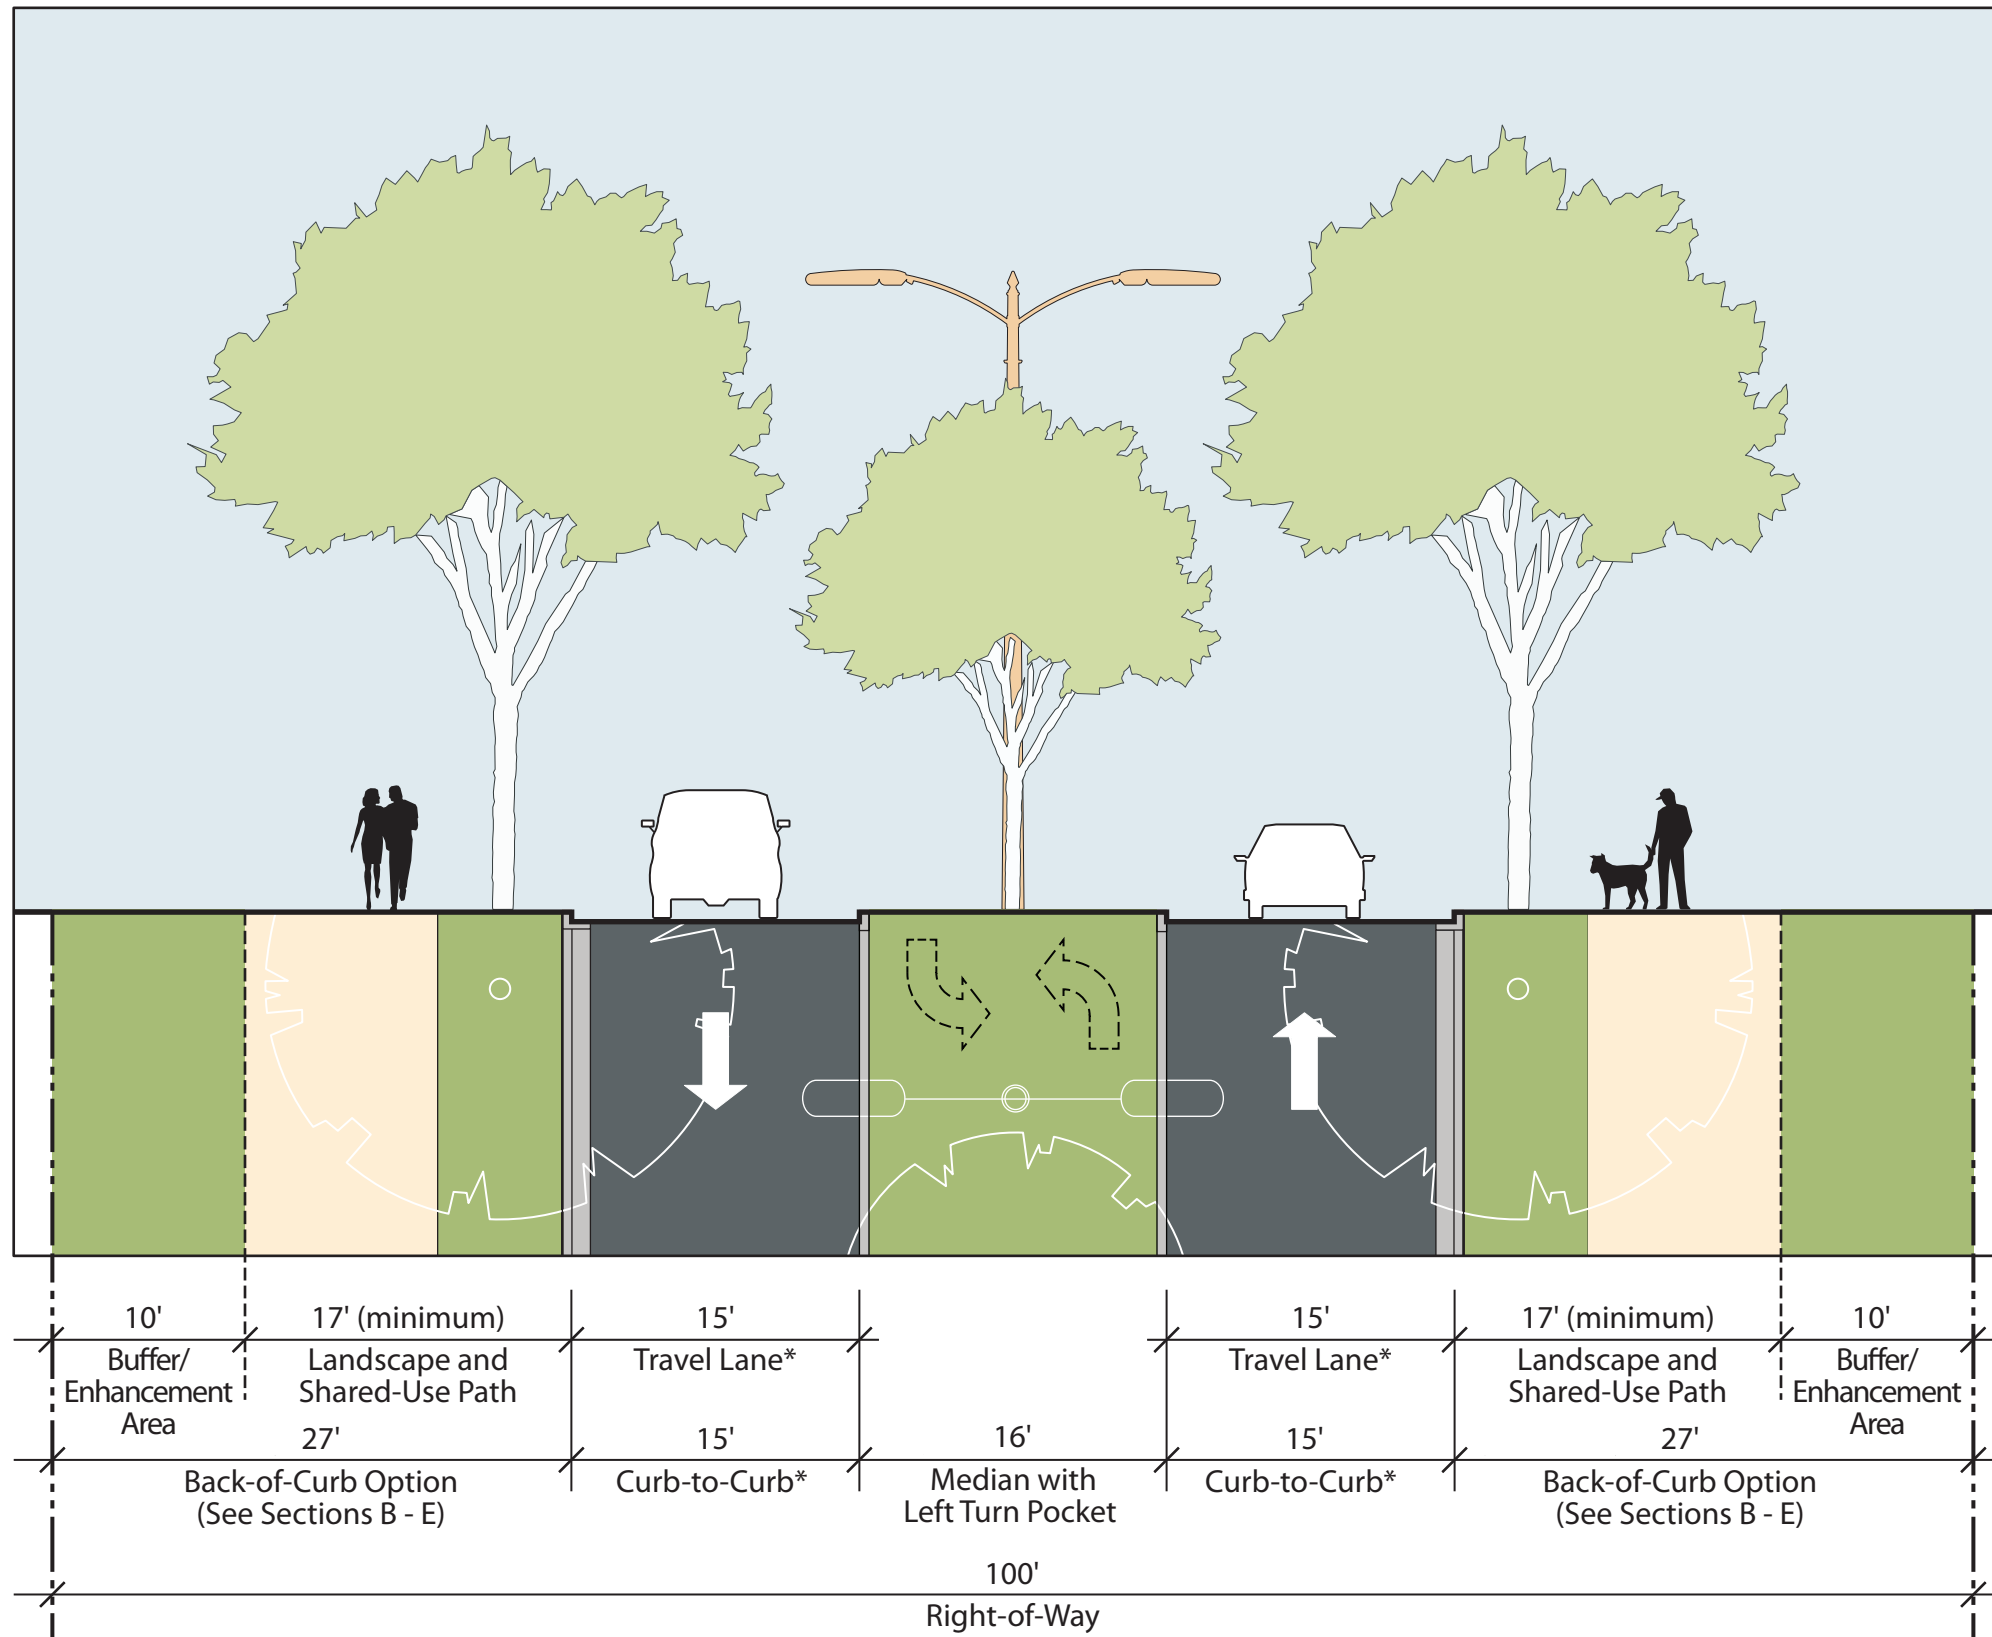 10'
17' (minimum)
15'
15'
17' (minimum)
10'
Buffer/
Enhancement
Area
Landscape and
Shared-Use Path
Travel Lane*
Travel Lane*
Landscape and
Shared-Use Path
Buffer/
Enhancement
Area
27'
15'
16'
15'
27'
Back-of-Curb Option
(See Sections B - E)
Curb-to-Curb*
Median with
Left Turn Pocket
Curb-to-Curb*
Back-of-Curb Option
(See Sections B - E)
100'
Right-of-Way